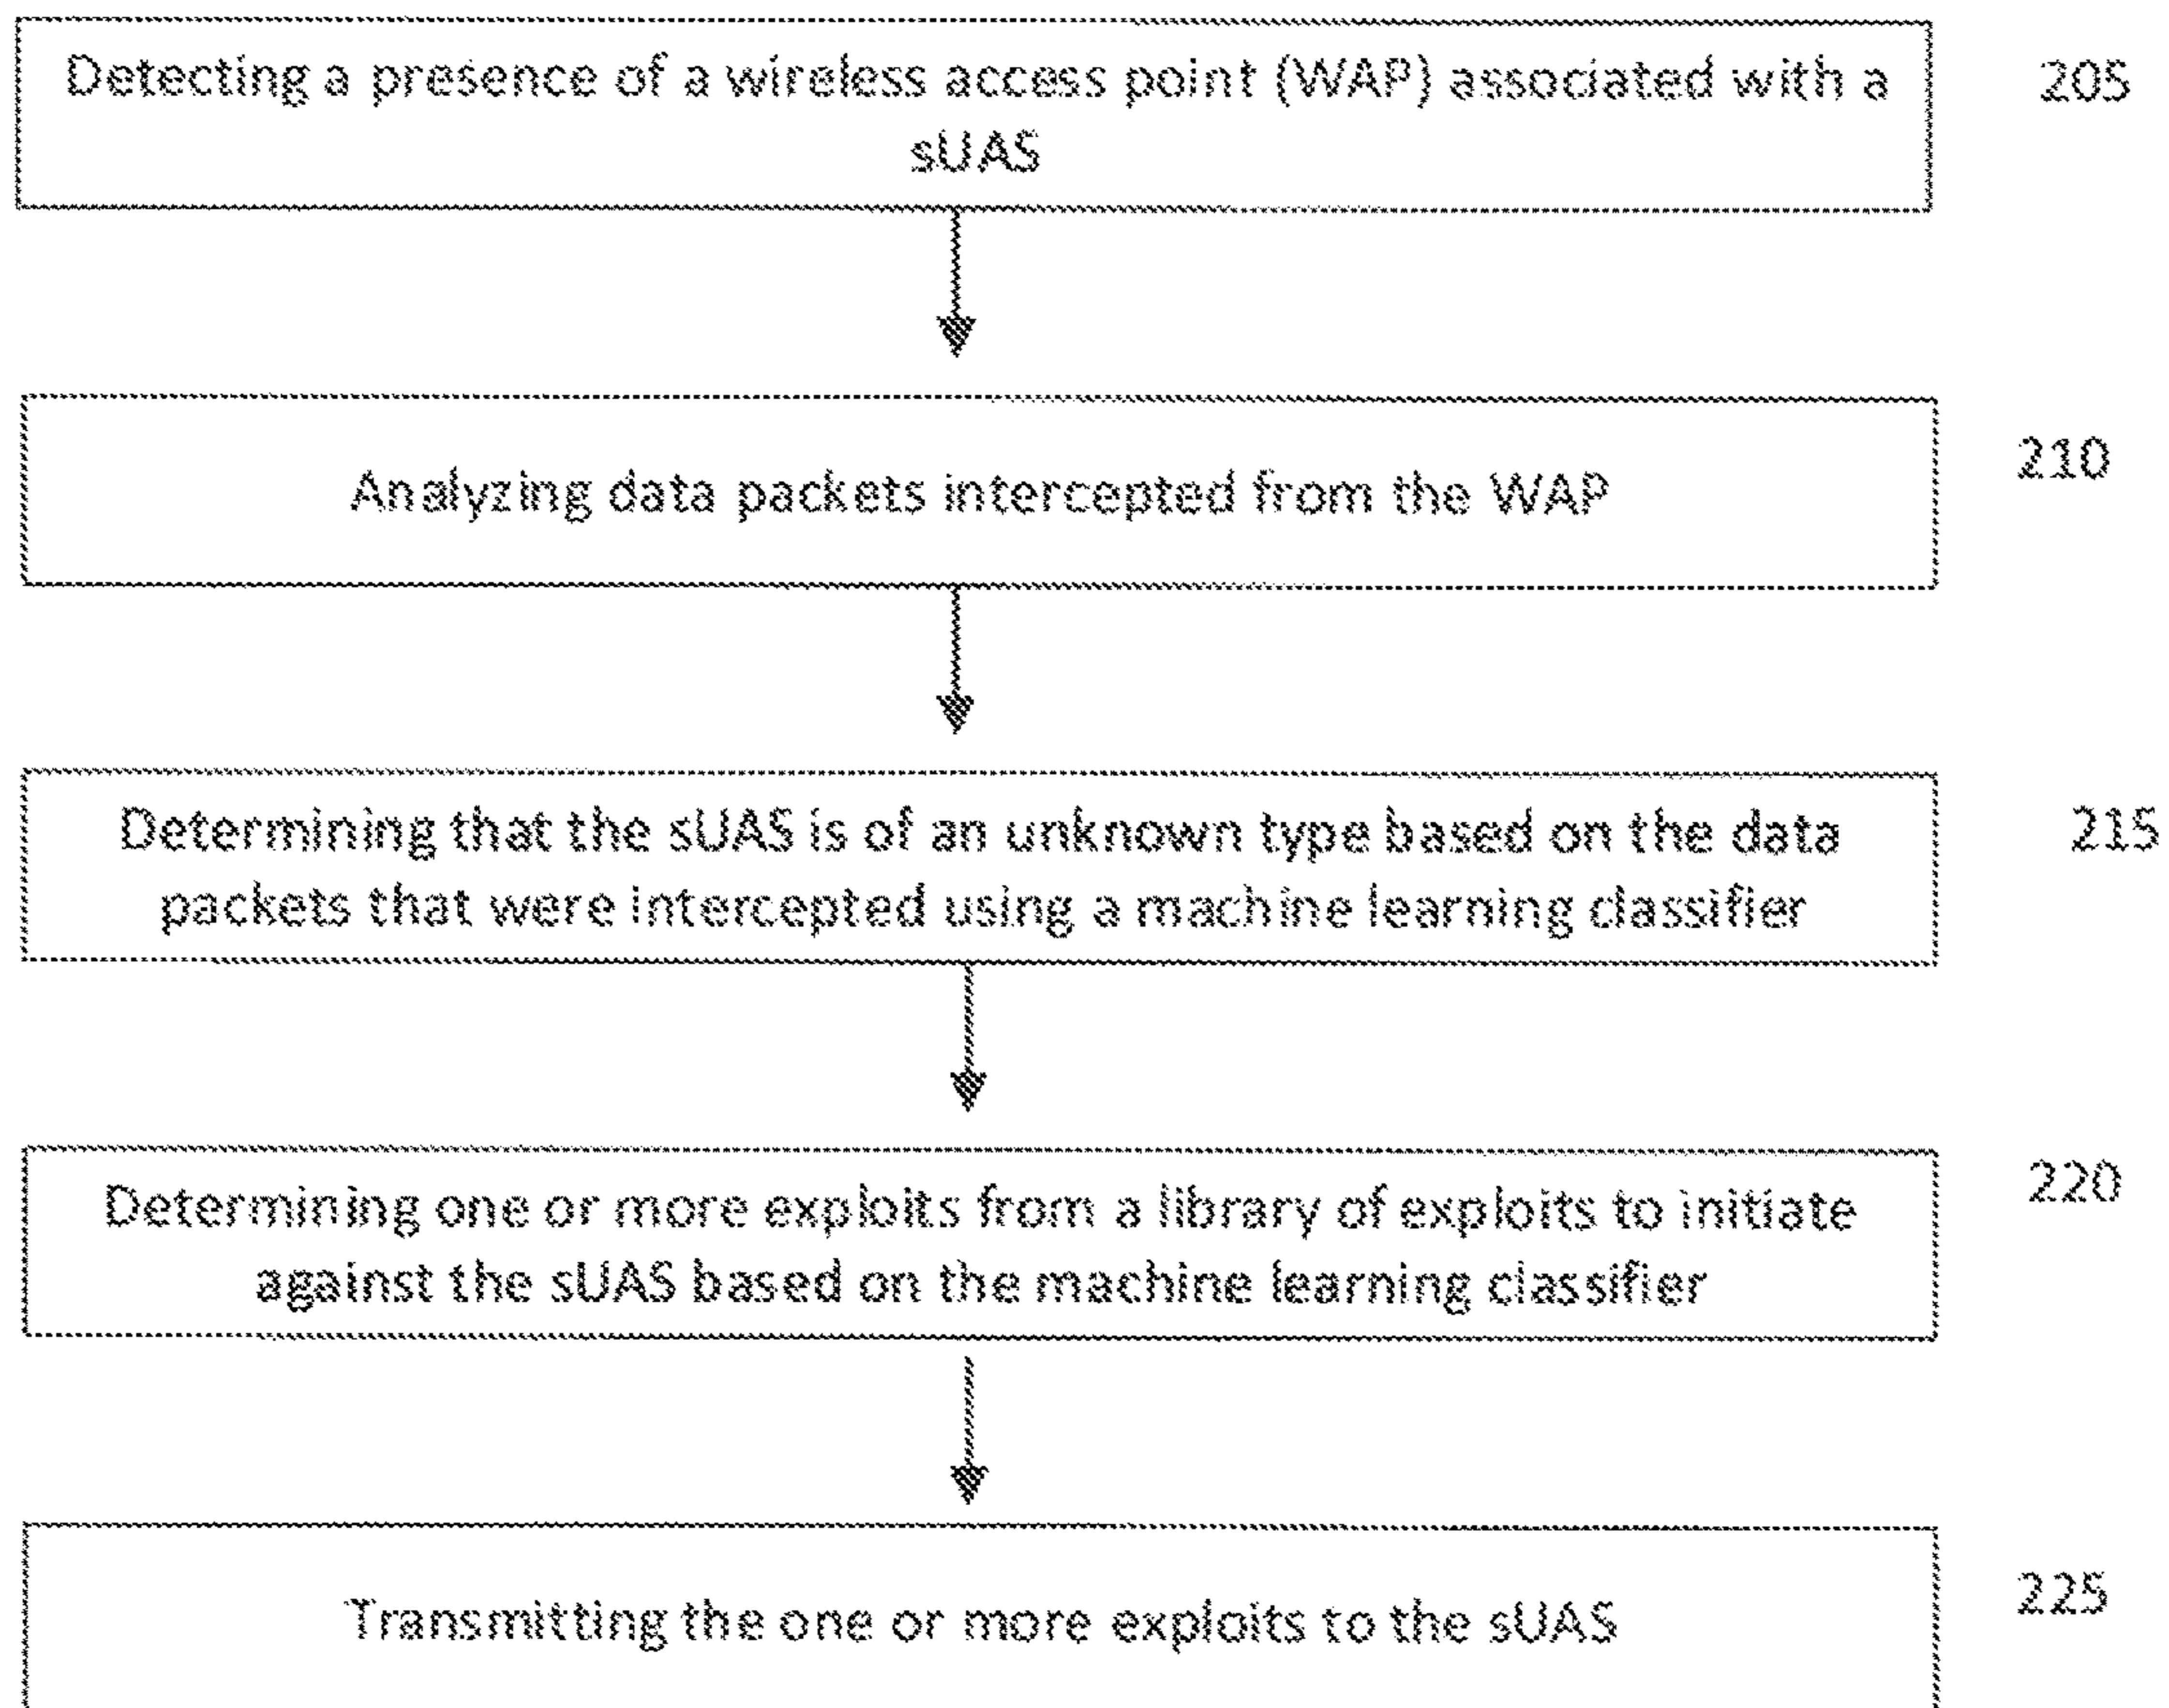 Detecting a presence of a wireless access point (WAP) associated with a
sUAS
205
Analyzing data packets intercepted from the WAP
210
Determining that the sUAS is of an unknown type based on the data
packets that were intercepted using a machine learning classifier
215
Determining one or more exploits from a library of exploits to initiate
against the sUAS based on the machine learning classifier
220
Transmitting the one or more exploits to the sUAS
225